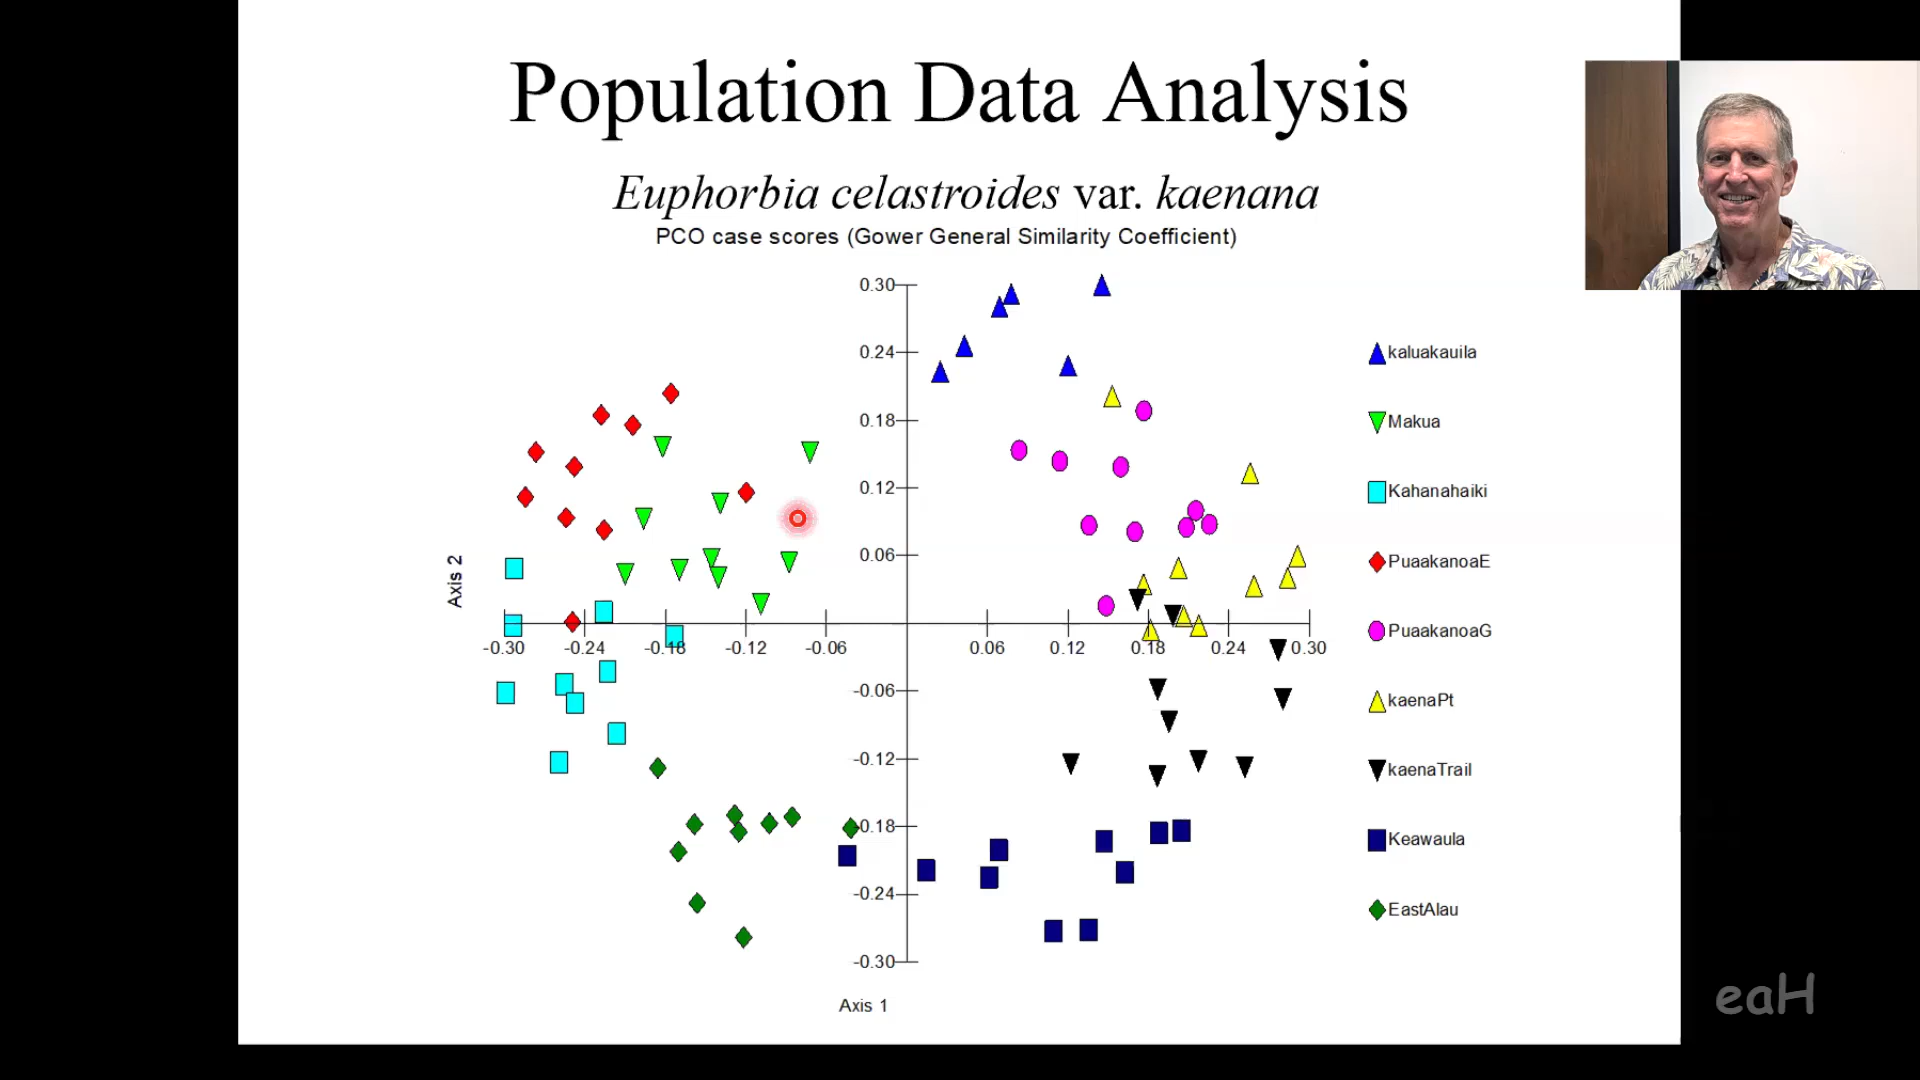 Population Data Analysis
Euphorbia celastroides var. kaenana
PCO case scores (Gower General Similarity Coefficient)
0.30
0.24
0.18
0.12
0.06
-0.30 -0.24 -0.18 -0.12 -0.06 0.06 0.12 0.18 0.24 0.30
-0.06
-0.12
-0.18
-0.24
-0.30
Axis 2
Axis 1
kaluakauila
Makua
Kahanahaiki
PuaakanoaE
PuaakanoaG
kaenaPt
kaenaTrail
Keawaula
EastAlau
eaH